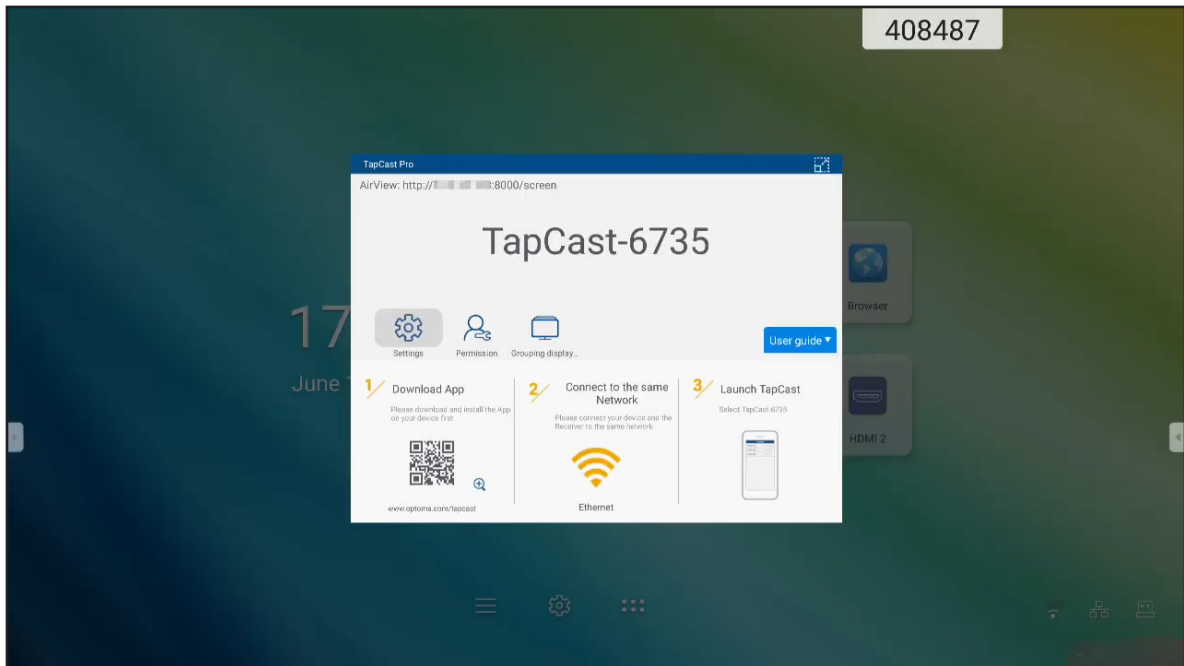 408487
TapCast Pro
AirView: http:// :8000/screen
TapCast-6735
17
June
Browser
HDMI 2
Settings
Permission
Grouping display..
User guide
1/ Download App
Please download and install the App
on your device first
www.optoma.com/tapcast
2/ Connect to the same
Network
Please connect your device and the
Receiver to the same network.
Ethernet
3/ Launch TapCast
Select TapCast-6735